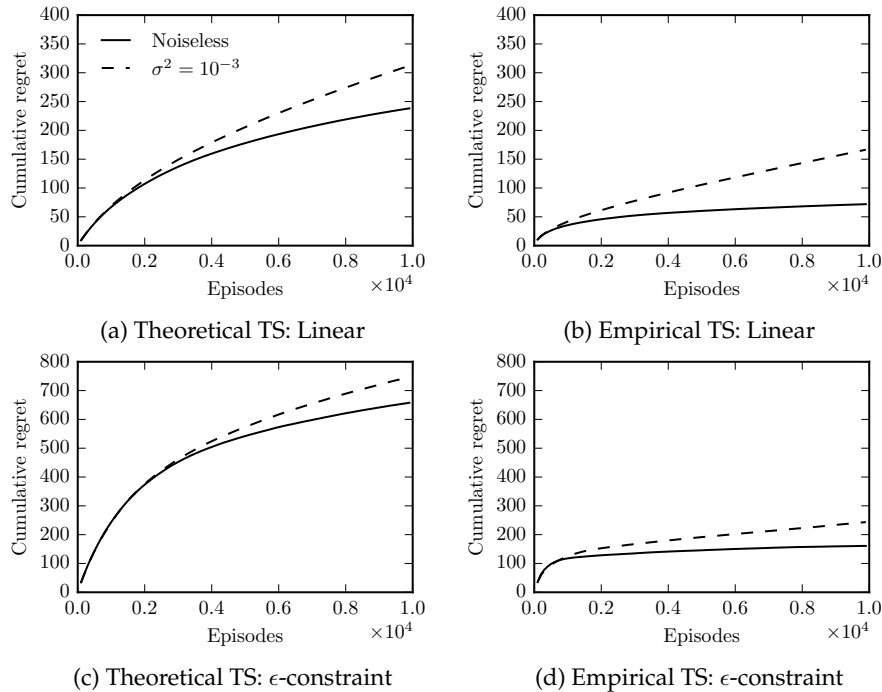 400
350
300
250
200
150
100
50
0
Cumulative regret
Noiseless
σ² = 10⁻³
0.0 0.2 0.4 0.6 0.8 1.0
×10⁴
Episodes
(a) Theoretical TS: Linear
400
350
300
250
200
150
100
50
0
Cumulative regret
0.0 0.2 0.4 0.6 0.8 1.0
×10⁴
Episodes
(b) Empirical TS: Linear
800
700
600
500
400
300
200
100
0
Cumulative regret
0.0 0.2 0.4 0.6 0.8 1.0
×10⁴
Episodes
(c) Theoretical TS: ϵ-constraint
800
700
600
500
400
300
200
100
0
Cumulative regret
0.0 0.2 0.4 0.6 0.8 1.0
×10⁴
Episodes
(d) Empirical TS: ϵ-constraint